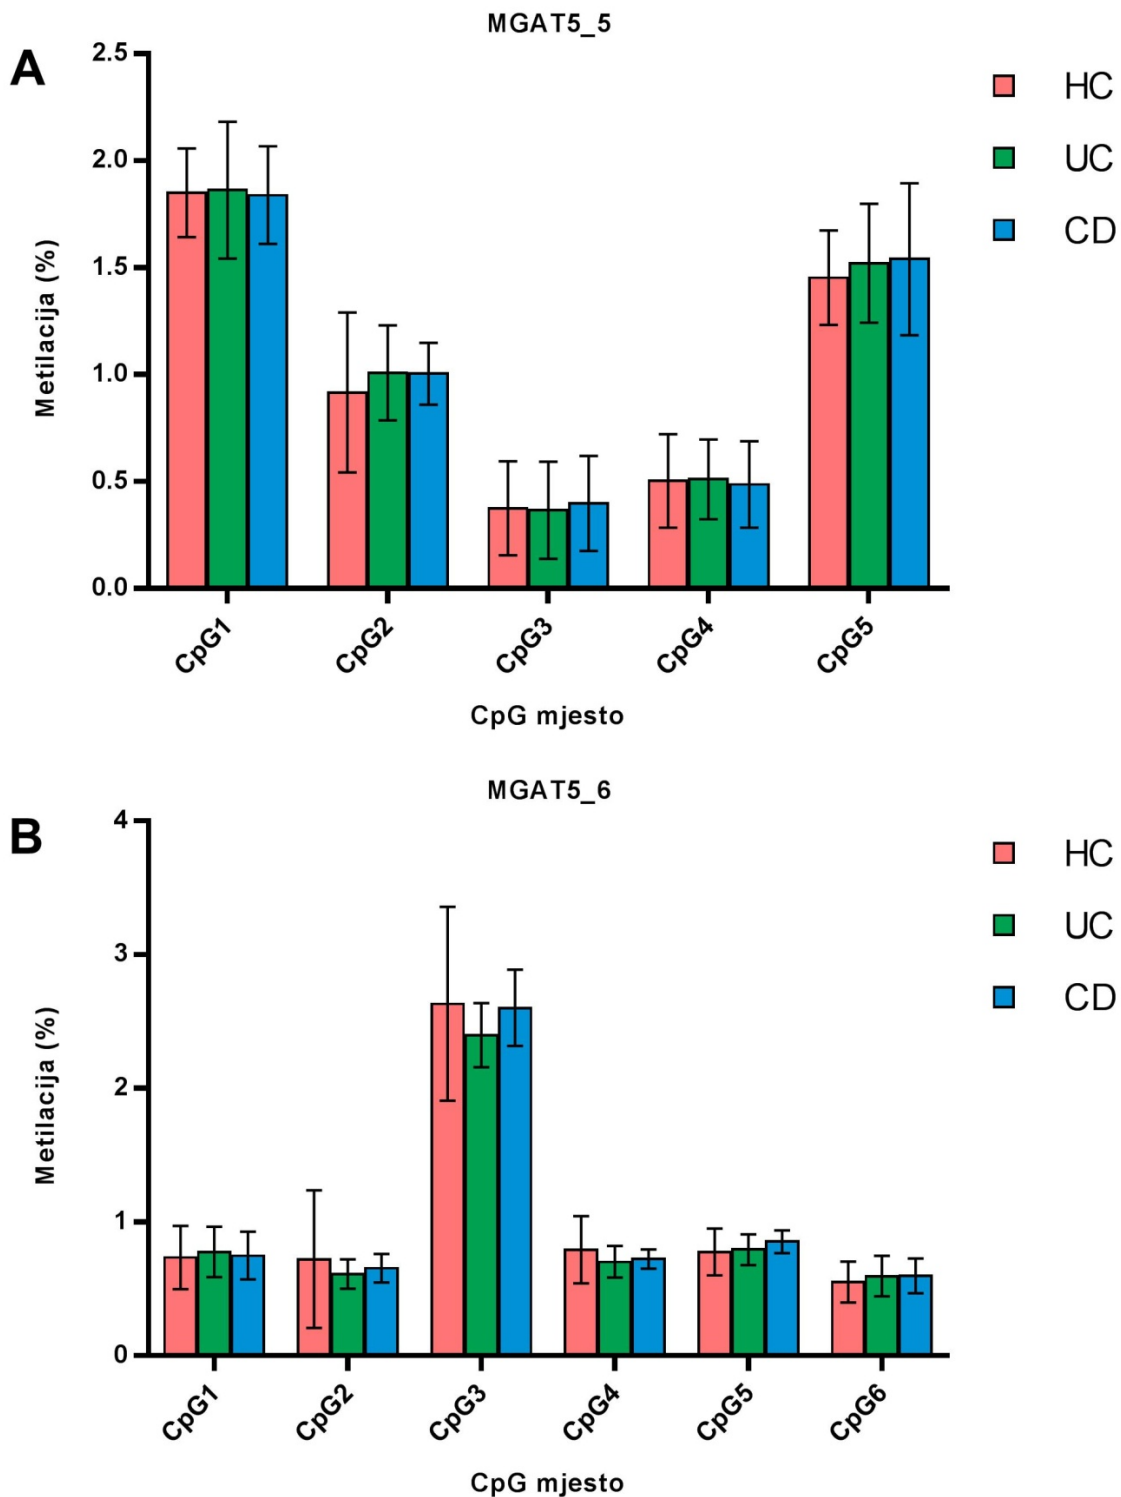 MGAT5_5
A
2.5
2.0
1.5
1.0
0.5
0.0
Metilacija (%)
CpG1
CpG2
CpG3
CpG4
CpG5
CpG mjesto
HC
UC
CD
MGAT5_6
B
4
3
2
1
0
Metilacija (%)
CpG1
CpG2
CpG3
CpG4
CpG5
CpG6
CpG mjesto
HC
UC
CD